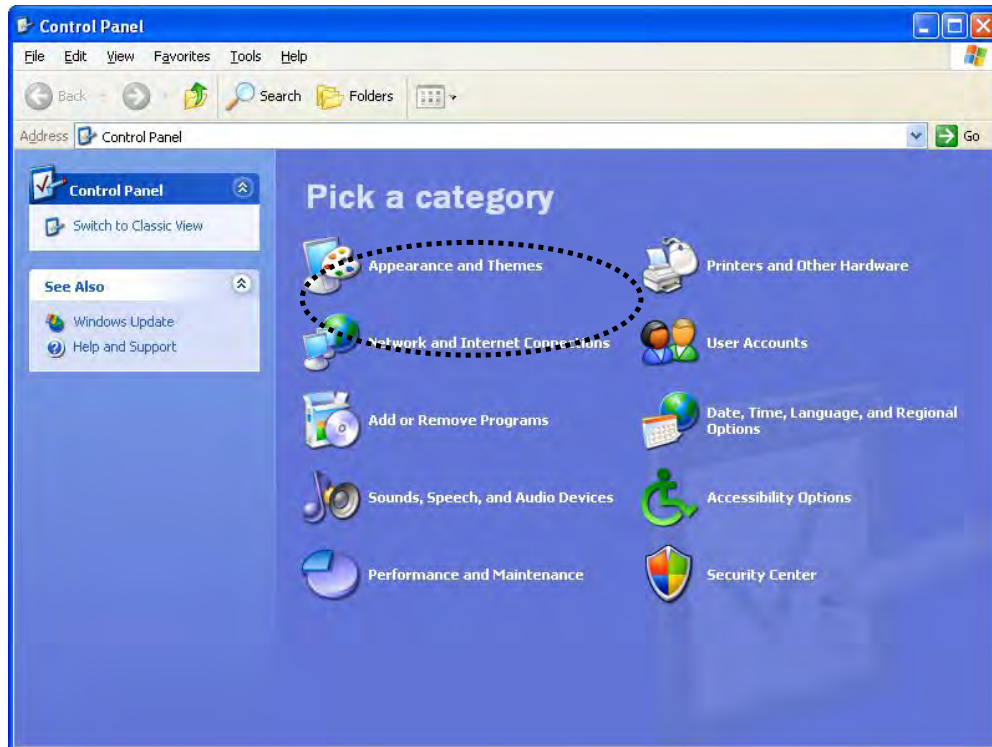 Control Panel
File Edit View Favorites Tools Help
Back Search Folders
Address Control Panel Go
Control Panel
Switch to Classic View
See Also
Windows Update
Help and Support
Pick a category
Appearance and Themes
Printers and Other Hardware
Network and Internet Connections
User Accounts
Add or Remove Programs
Date, Time, Language, and Regional
Options
Sounds, Speech, and Audio Devices
Accessibility Options
Performance and Maintenance
Security Center